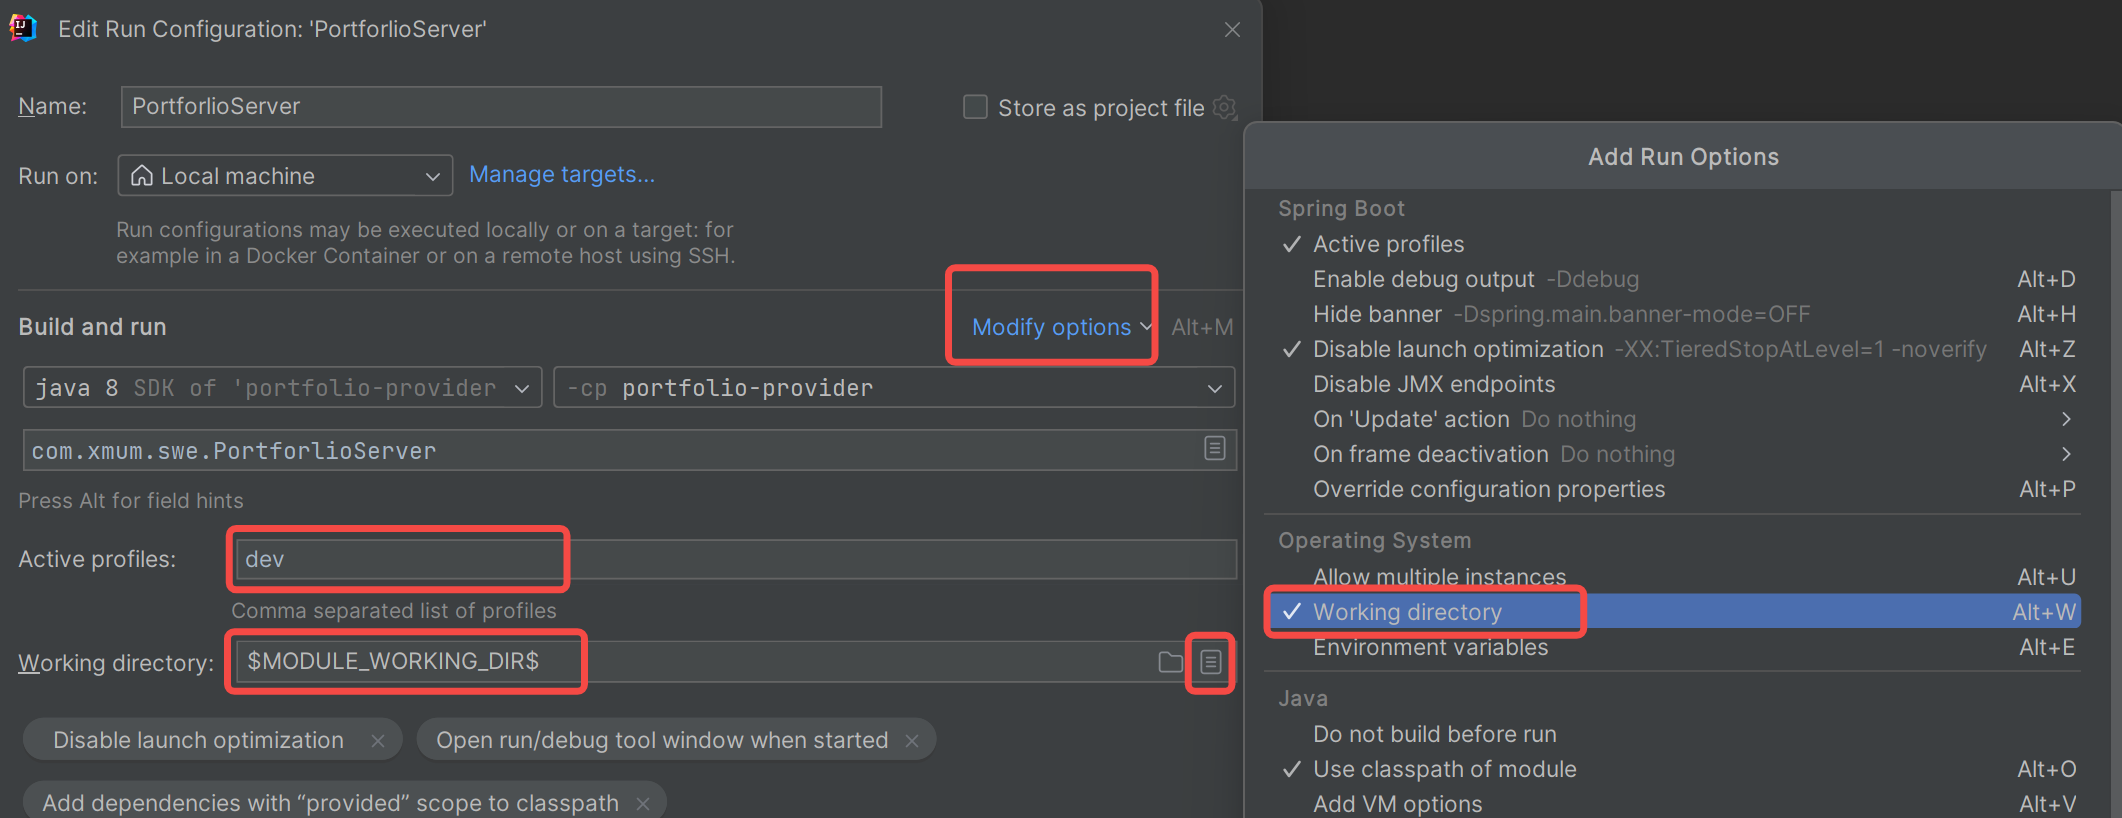 Edit Run Configuration: 'PortforlioServer'
Name: PortforlioServer Store as project file
Run on: Local machine Manage targets...
Run configurations may be executed locally or on a target: for
example in a Docker Container or on a remote host using SSH.
Build and run Modify options Alt+M
java 8 SDK of 'portfolio-provider -cp portfolio-provider
com.xmum.swe.PortforlioServer
Press Alt for field hints
Active profiles: dev
Comma separated list of profiles
Working directory: $MODULE_WORKING_DIR$
Disable launch optimization Open run/debug tool window when started
Add dependencies with “provided” scope to classpath
Add Run Options
Spring Boot
Active profiles
Enable debug output -Ddebug Alt+D
Hide banner -Dspring.main.banner-mode=OFF Alt+H
Disable launch optimization -XX:TieredStopAtLevel=1 -noverify Alt+Z
Disable JMX endpoints Alt+X
On 'Update' action Do nothing
On frame deactivation Do nothing
Override configuration properties Alt+P
Operating System
Allow multiple instances Alt+U
Working directory Alt+W
Environment variables Alt+E
Java
Do not build before run
Use classpath of module Alt+O
Add VM options Alt+V